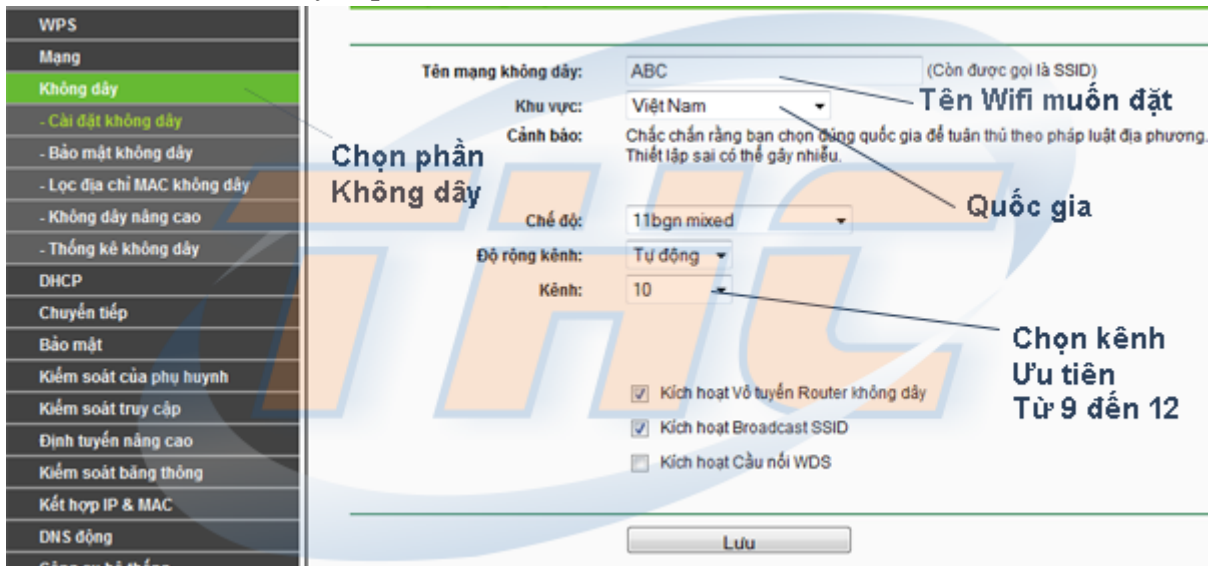 WPS
Mạng
Không dây
- Cài đặt không dây
- Bảo mật không dây
- Lọc địa chỉ MAC không dây
- Không dây nâng cao
- Thống kê không dây
DHCP
Chuyển tiếp
Bảo mật
Kiểm soát của phụ huynh
Kiểm soát truy cập
Định tuyến nâng cao
Kiểm soát băng thông
Kết hợp IP & MAC
DNS động
Chọn phần
Không dây
Tên mạng không dây: ABC (Còn được gọi là SSID)
Tên Wifi muốn đặt
Khu vực: Việt Nam
Cảnh báo: Chắc chắn rằng bạn chọn đúng quốc gia để tuân thủ theo pháp luật địa phương.
Thiết lập sai có thể gây nhiễu.
Quốc gia
Chế độ: 11bgn mixed
Độ rộng kênh: Tự động
Kênh: 10
Chọn kênh
Ưu tiên
Từ 9 đến 12
Kích hoạt Vô tuyến Router không dây
Kích hoạt Broadcast SSID
Kích hoạt Cầu nối WDS
Lưu
THC